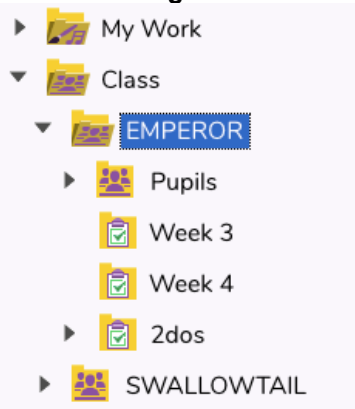 My Work
Class
EMPEROR
Pupils
Week 3
Week 4
2dos
SWALLOWTAIL